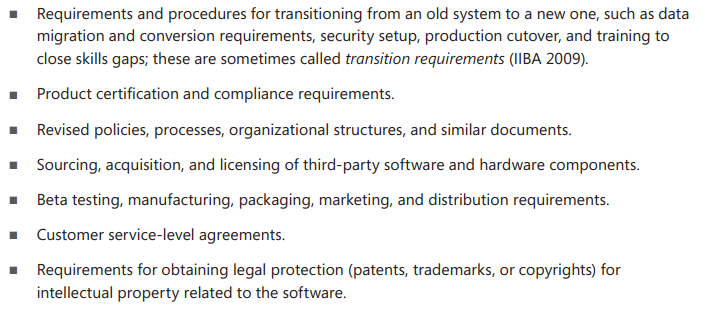 ■ Requirements and procedures for transitioning from an old system to a new one, such as data
migration and conversion requirements, security setup, production cutover, and training to
close skills gaps; these are sometimes called transition requirements (IIBA 2009).
■ Product certification and compliance requirements.
■ Revised policies, processes, organizational structures, and similar documents.
■ Sourcing, acquisition, and licensing of third-party software and hardware components.
■ Beta testing, manufacturing, packaging, marketing, and distribution requirements.
■ Customer service-level agreements.
■ Requirements for obtaining legal protection (patents, trademarks, or copyrights) for
intellectual property related to the software.